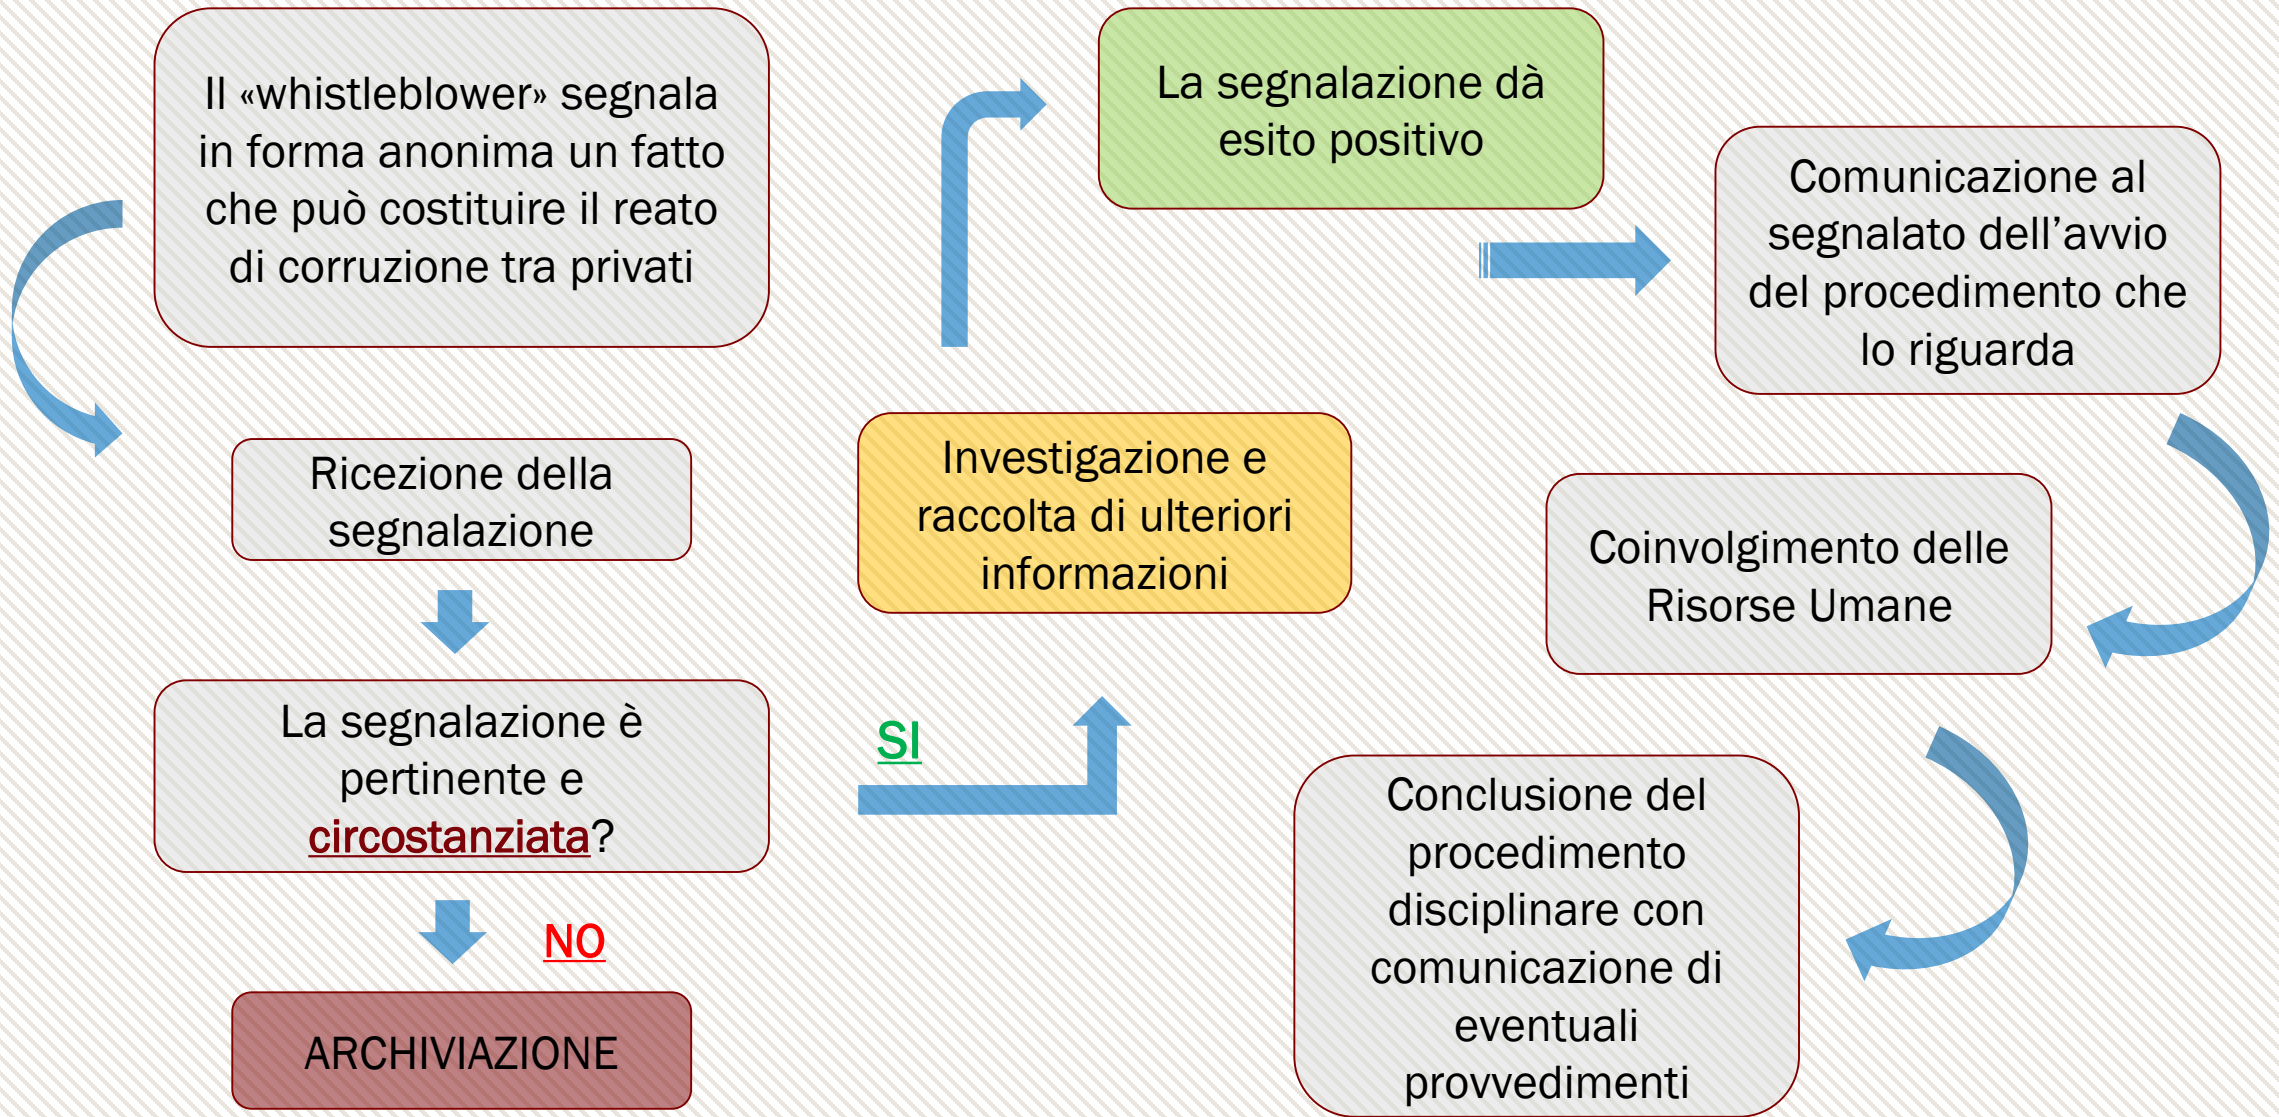 Il «whistleblower» segnala
in forma anonima un fatto
che può costituire il reato
di corruzione tra privati
Ricezione della
segnalazione
La segnalazione è
pertinente e
circostanziata?
NO
ARCHIVIAZIONE
SI
Investigazione e
raccolta di ulteriori
informazioni
La segnalazione dà
esito positivo
Comunicazione al
segnalato dell’avvio
del procedimento che
lo riguarda
Coinvolgimento delle
Risorse Umane
Conclusione del
procedimento
disciplinare con
comunicazione di
eventuali
provvedimenti